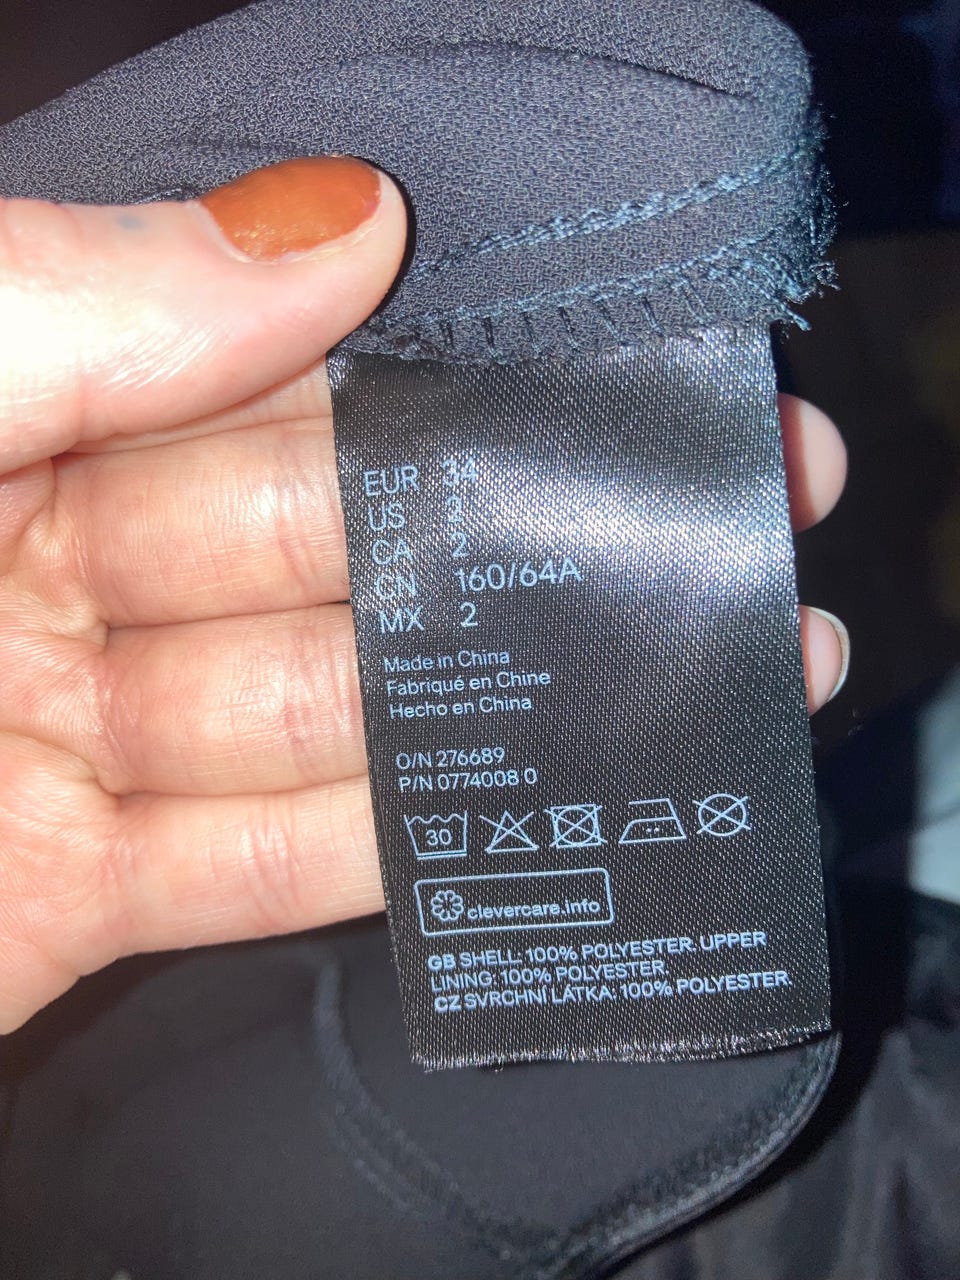 EUR 34
US 2
CA 2
CN 160/64A
MX 2
Made in China
Fabriqué en Chine
Hecho en China
O/N 276689
P/N 0774008 0
30
clevercare.info
GB SHELL: 100% POLYESTER. UPPER
LINING: 100% POLYESTER.
CZ SVRCHNÍ LÁTKA: 100% POLYESTER.